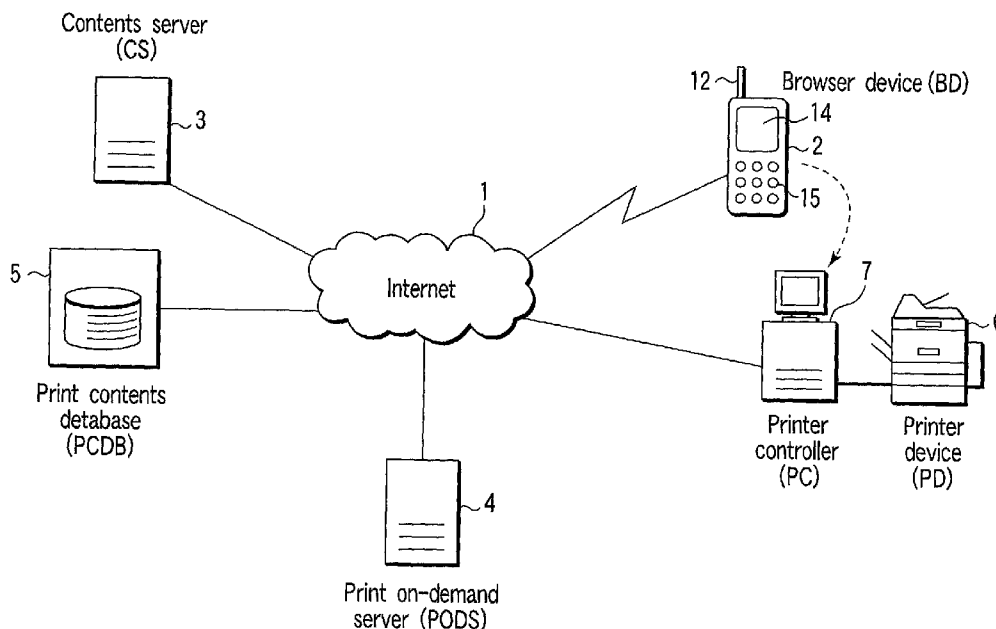 Contents server
(CS)
3
12
Browser device (BD)
14
2
15
1
Internet
5
7
6
Print contents
detabase
(PCDB)
Printer
controller
(PC)
Printer
device
(PD)
4
Print on-demand
server (PODS)